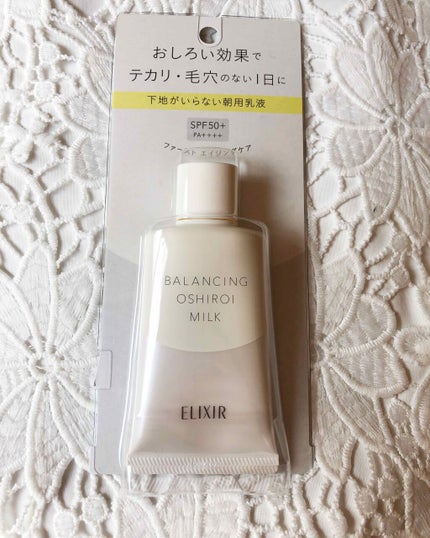 おしろい効果で
テカリ・毛穴のない1日に
下地がいらない朝用乳液
SPF50+
PA++++
ファースト エイジングケア
BALANCING
OSHIROI
MILK
ELIXIR